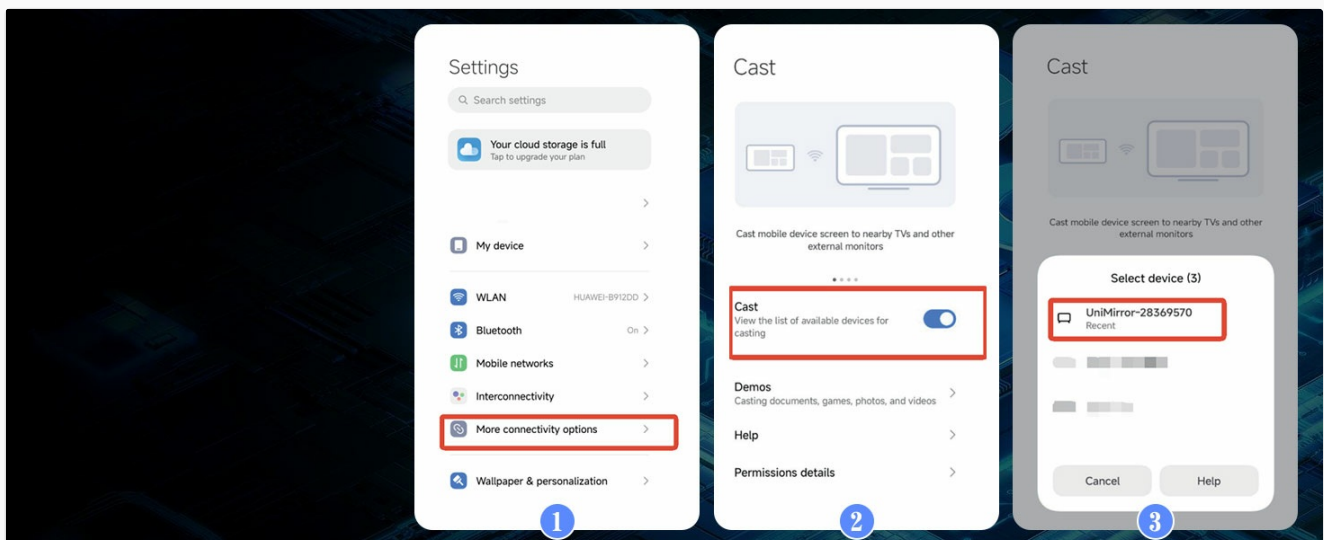 Settings
Search settings
Your cloud storage is full
Tap to upgrade your plan
My device
WLAN HUAWEI-B912DD
Bluetooth On
Mobile networks
Interconnectivity
More connectivity options
Wallpaper & personalization
1
Cast
Cast mobile device screen to nearby TVs and other
external monitors
Cast
View the list of available devices for
casting
Demos
Casting documents, games, photos, and videos
Help
Permissions details
2
Cast
Cast mobile device screen to nearby TVs and other
external monitors
Select device (3)
UniMirror-28369570
Recent
Cancel Help
3